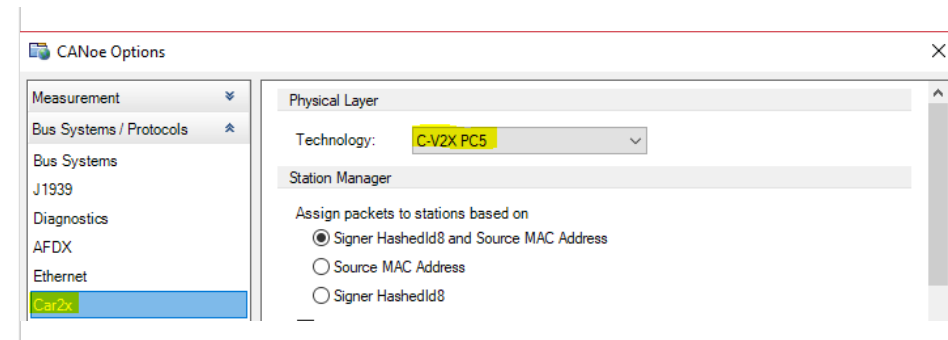 CANoe Options
Measurement
Bus Systems / Protocols
Bus Systems
J1939
Diagnostics
AFDX
Ethernet
Car2x
Physical Layer
Technology: C-V2X PC5
Station Manager
Assign packets to stations based on
Signer HashedId8 and Source MAC Address
Source MAC Address
Signer HashedId8